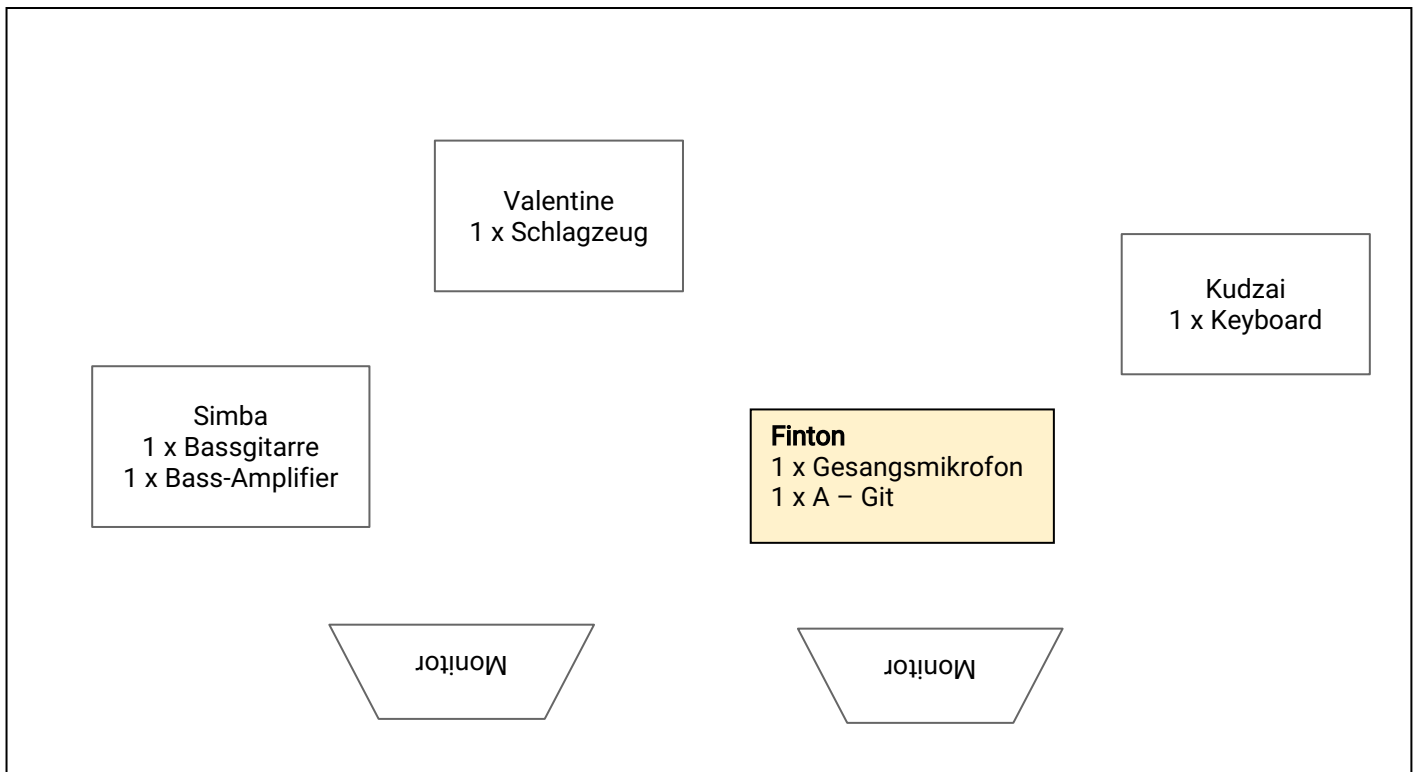 Valentine
1 x Schlagzeug
Kudzai
1 x Keyboard
Simba
1 x Bassgitarre
1 x Bass-Amplifier
Finton
1 x Gesangsmikrofon
1 x A – Git
Monitor
Monitor